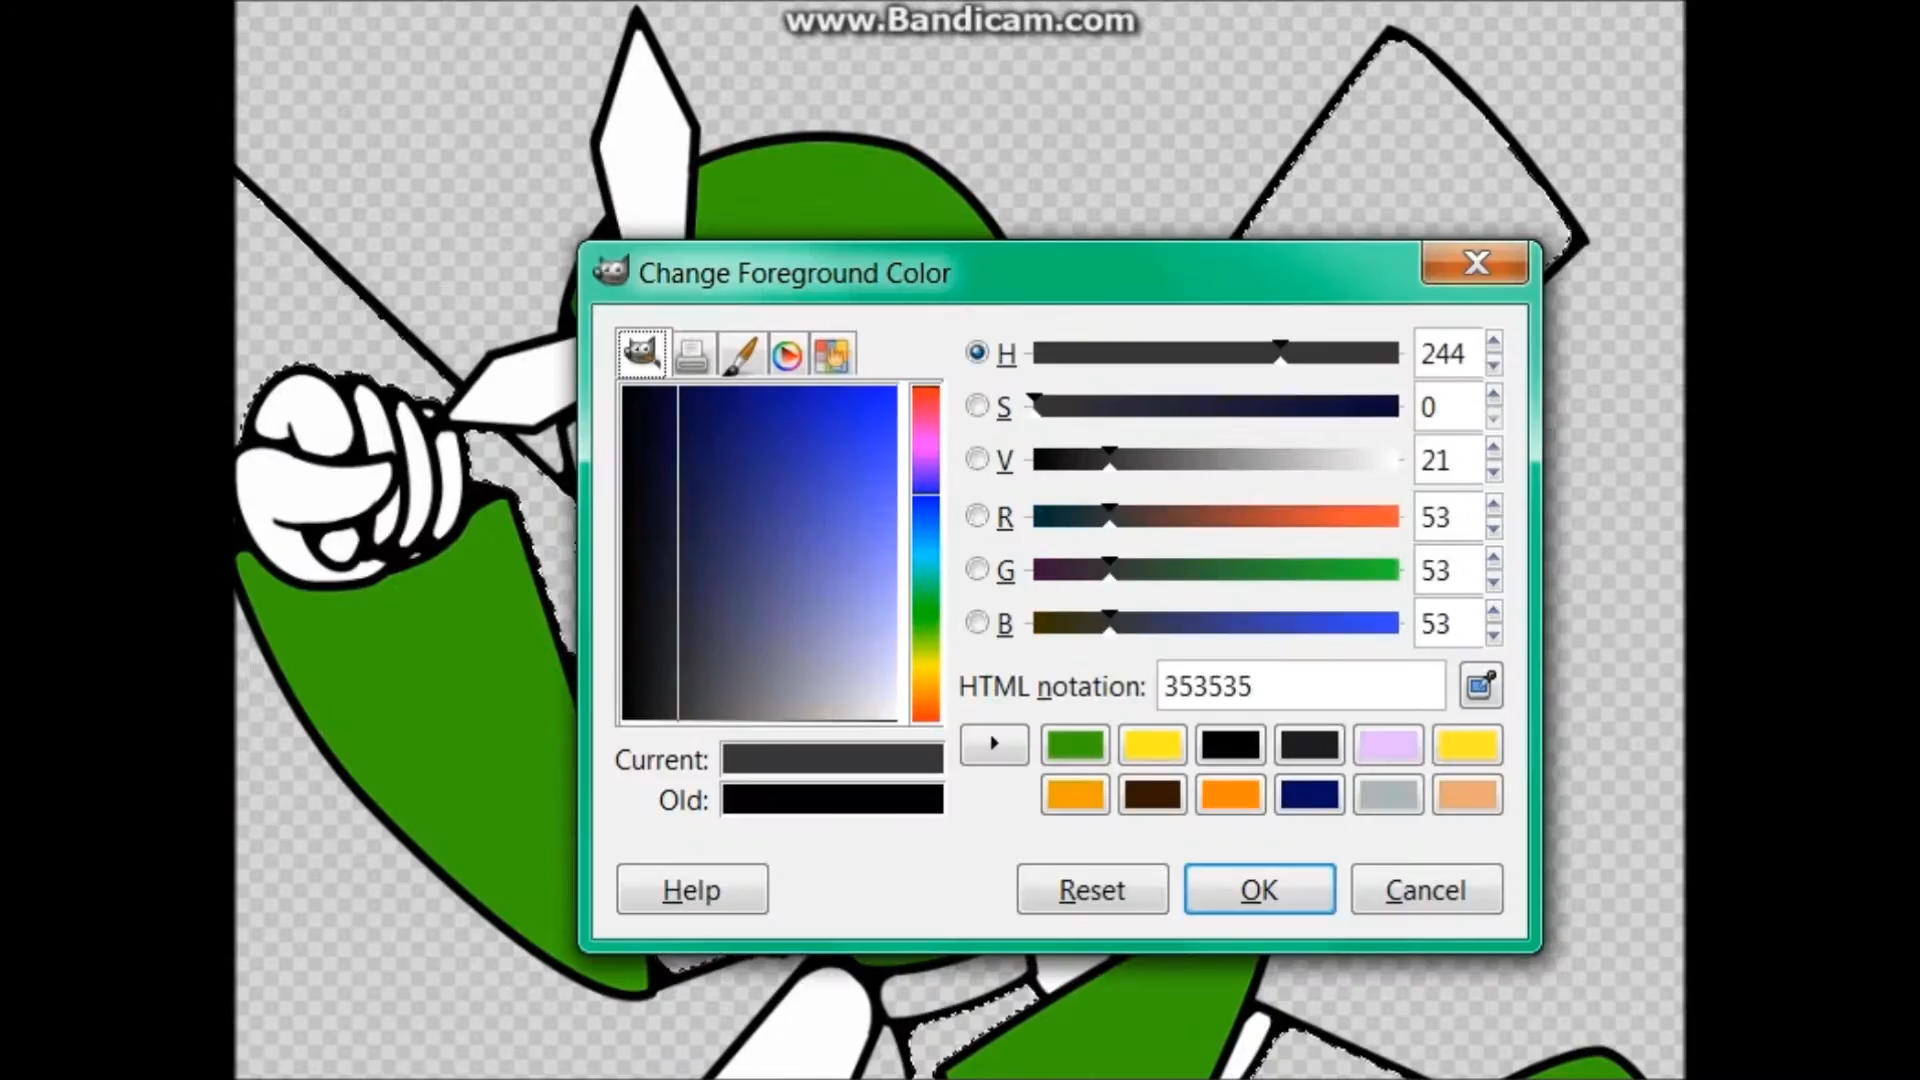 www.Bandicam.com
Change Foreground Color
H 244
S 0
V 21
R 53
G 53
B 53
HTML notation: 353535
Current:
Old:
Help Reset OK Cancel